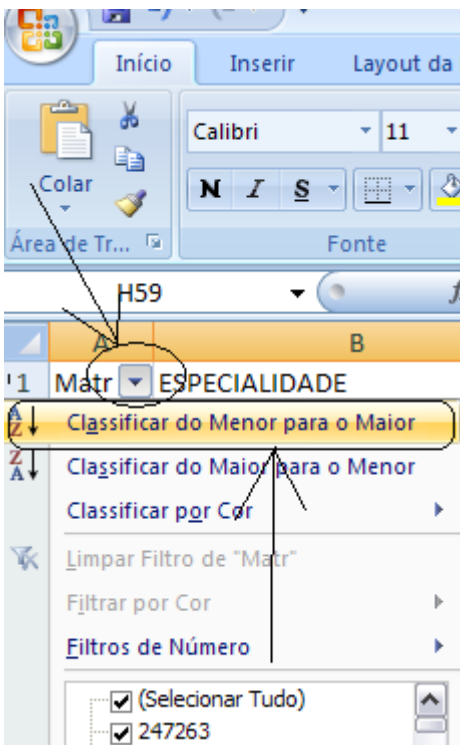 Início Inserir Layout da
Calibri 11
Colar
N I S
Área de Tr... Fonte
H59
A B
1 Matr ESPECIALIDADE
Classificar do Menor para o Maior
Classificar do Maior para o Menor
Classificar por Cor
Limpar Filtro de "Matr"
Filtrar por Cor
Filtros de Número
(Selecionar Tudo)
247263